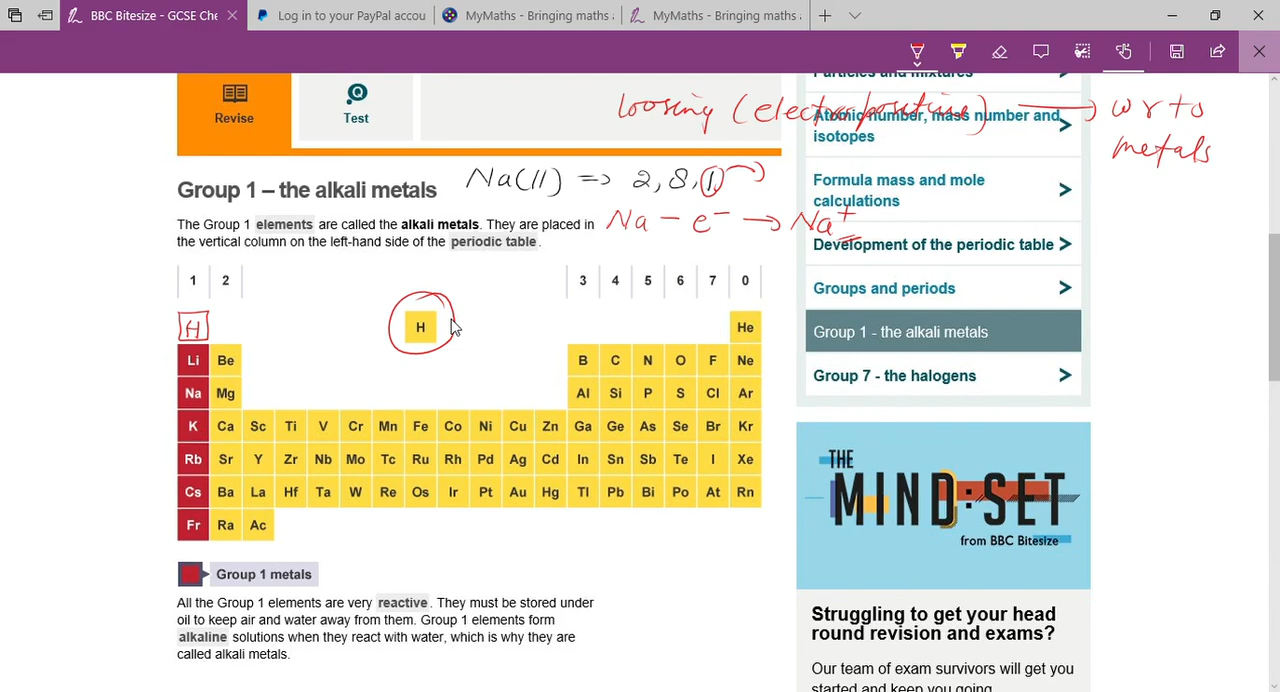 BBC Bitesize - GCSE Che
Log in to your PayPal accou
MyMaths - Bringing maths a
MyMaths - Bringing maths a
Revise
Test
loosing (electropositive) → w r to
metals
Particles and mixtures
Atomic number, mass number and
isotopes
Formula mass and mole
calculations
Development of the periodic table
Groups and periods
Group 1 - the alkali metals
Group 7 - the halogens
Group 1 – the alkali metals
Na(11) => 2, 8, 1
The Group 1 elements are called the alkali metals. They are placed in
the vertical column on the left-hand side of the periodic table.
Na - e⁻ → Na⁺
1 2 3 4 5 6 7 0
H H He
Li Be B C N O F Ne
Na Mg Al Si P S Cl Ar
K Ca Sc Ti V Cr Mn Fe Co Ni Cu Zn Ga Ge As Se Br Kr
Rb Sr Y Zr Nb Mo Tc Ru Rh Pd Ag Cd In Sn Sb Te I Xe
Cs Ba La Hf Ta W Re Os Ir Pt Au Hg Tl Pb Bi Po At Rn
Fr Ra Ac
Group 1 metals
All the Group 1 elements are very reactive. They must be stored under
oil to keep air and water away from them. Group 1 elements form
alkaline solutions when they react with water, which is why they are
called alkali metals.
THE
MIND:SET
from BBC Bitesize
Struggling to get your head
round revision and exams?
Our team of exam survivors will get you
started and keep you going